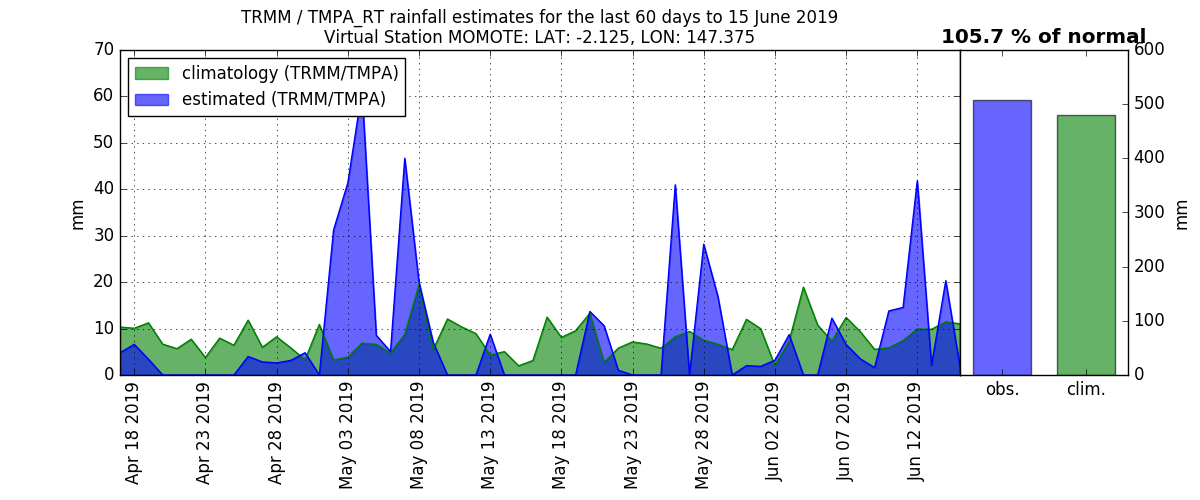 TRMM / TMPA_RT rainfall estimates for the last 60 days to 15 June 2019
Virtual Station MOMOTE: LAT: -2.125, LON: 147.375
105.7 % of normal
climatology (TRMM/TMPA)
estimated (TRMM/TMPA)
mm
70
60
50
40
30
20
10
0
Apr 18 2019
Apr 23 2019
Apr 28 2019
May 03 2019
May 08 2019
May 13 2019
May 18 2019
May 23 2019
May 28 2019
Jun 02 2019
Jun 07 2019
Jun 12 2019
obs.
clim.
600
500
400
300
200
100
0
mm